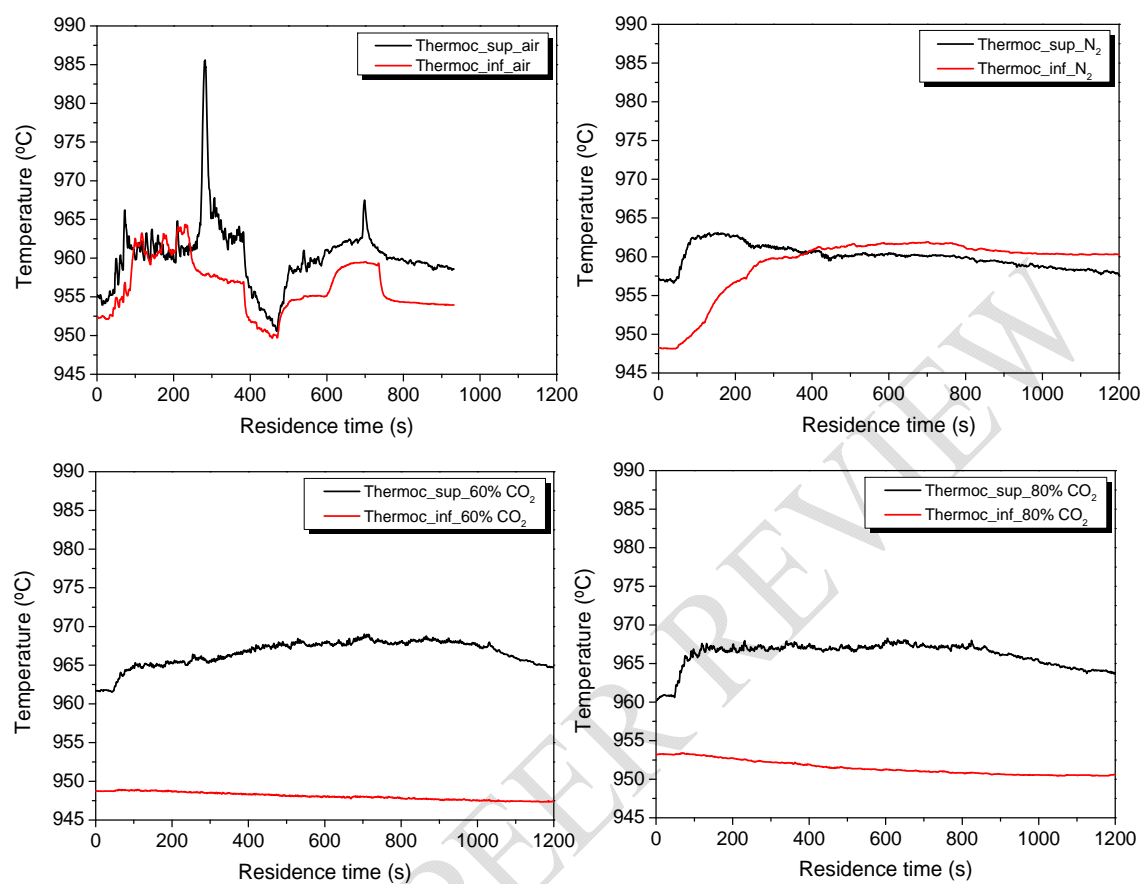 990
985
980
975
970
965
960
955
950
945
Temperature (ºC)
Thermoc_sup_air
Thermoc_inf_air
0 200 400 600 800 1000 1200
Residence time (s)
990
985
980
975
970
965
960
955
950
945
Temperature (ºC)
Thermoc_sup_N₂
Thermoc_inf_N₂
0 200 400 600 800 1000 1200
Residence time (s)
990
985
980
975
970
965
960
955
950
945
Temperature (ºC)
Thermoc_sup_60% CO₂
Thermoc_inf_60% CO₂
0 200 400 600 800 1000 1200
Residence time (s)
990
985
980
975
970
965
960
955
950
945
Temperature (ºC)
Thermoc_sup_80% CO₂
Thermoc_inf_80% CO₂
0 200 400 600 800 1000 1200
Residence time (s)
PEER REVIEW